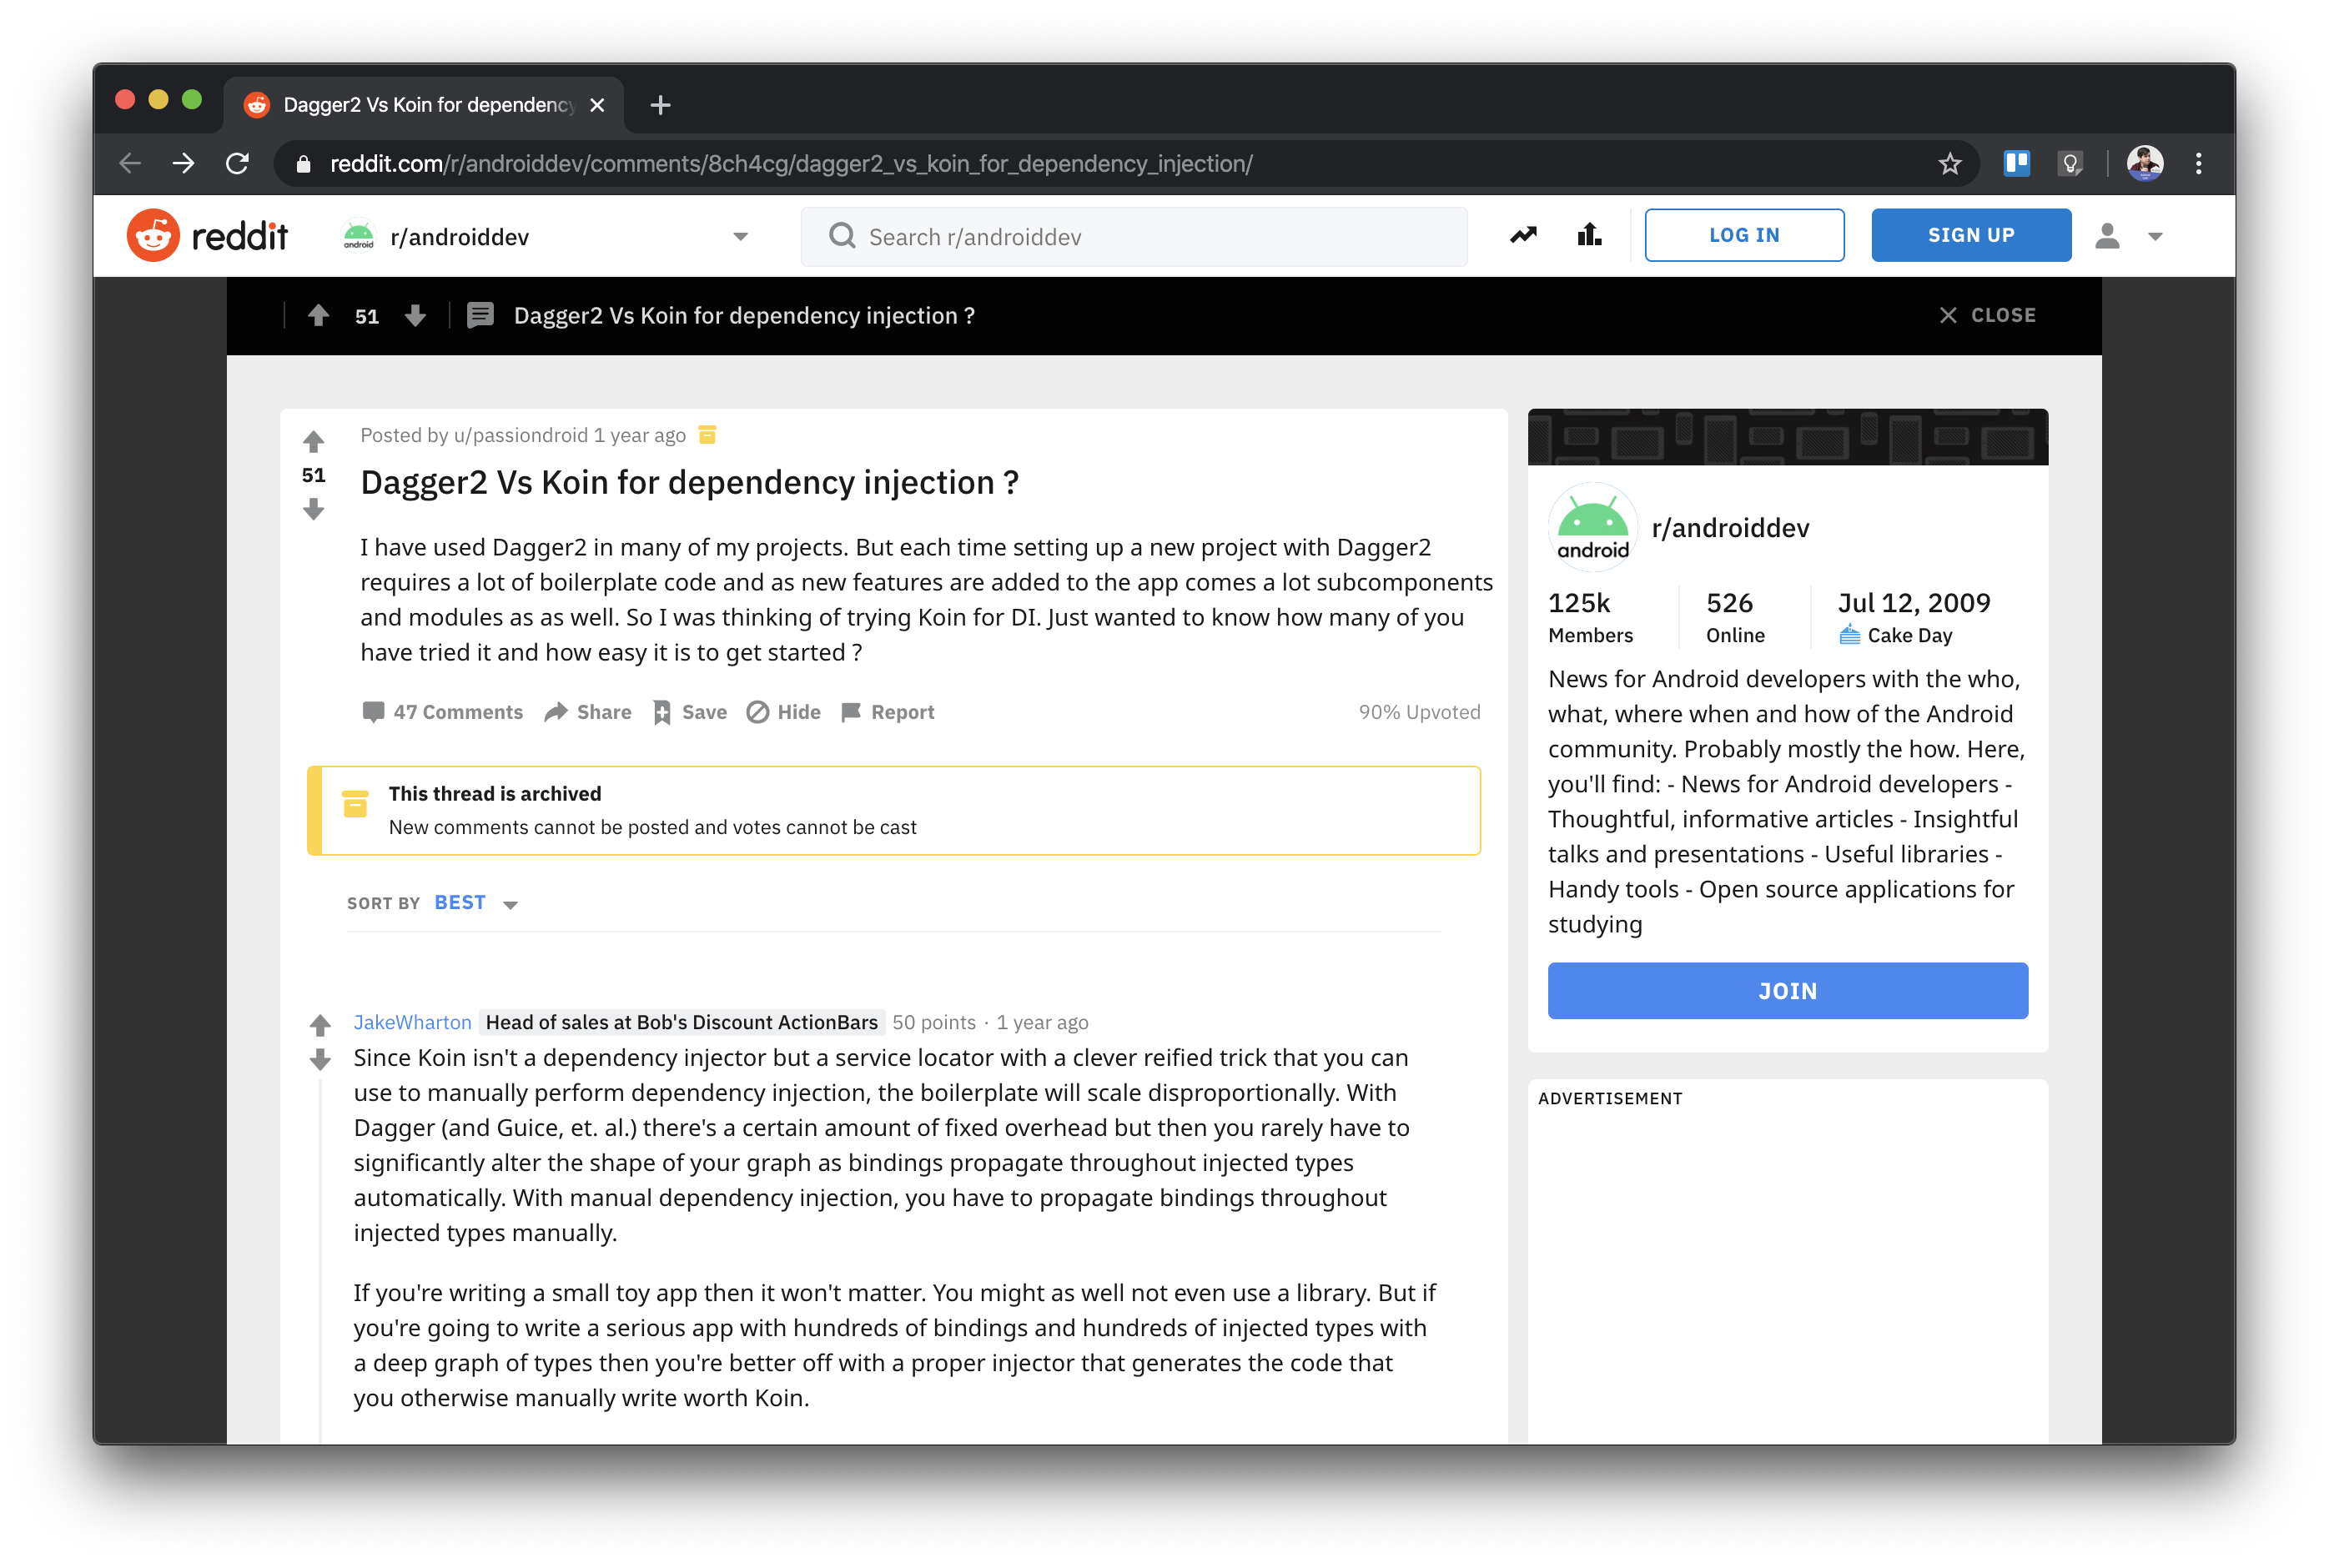 Dagger2 Vs Koin for dependency
reddit.com/r/androiddev/comments/8ch4cg/dagger2_vs_koin_for_dependency_injection/
reddit
android
r/androiddev
Search r/androiddev
LOG IN
SIGN UP
51
Dagger2 Vs Koin for dependency injection ?
CLOSE
Posted by u/passiondroid 1 year ago
51
Dagger2 Vs Koin for dependency injection ?
I have used Dagger2 in many of my projects. But each time setting up a new project with Dagger2
requires a lot of boilerplate code and as new features are added to the app comes a lot subcomponents
and modules as as well. So I was thinking of trying Koin for DI. Just wanted to know how many of you
have tried it and how easy it is to get started ?
47 Comments Share Save Hide Report 90% Upvoted
This thread is archived
New comments cannot be posted and votes cannot be cast
SORT BY BEST
JakeWharton Head of sales at Bob's Discount ActionBars 50 points · 1 year ago
Since Koin isn't a dependency injector but a service locator with a clever reified trick that you can
use to manually perform dependency injection, the boilerplate will scale disproportionally. With
Dagger (and Guice, et. al.) there's a certain amount of fixed overhead but then you rarely have to
significantly alter the shape of your graph as bindings propagate throughout injected types
automatically. With manual dependency injection, you have to propagate bindings throughout
injected types manually.
If you're writing a small toy app then it won't matter. You might as well not even use a library. But if
you're going to write a serious app with hundreds of bindings and hundreds of injected types with
a deep graph of types then you're better off with a proper injector that generates the code that
you otherwise manually write worth Koin.
android
r/androiddev
125k 526 Jul 12, 2009
Members Online Cake Day
News for Android developers with the who,
what, where when and how of the Android
community. Probably mostly the how. Here,
you'll find: - News for Android developers -
Thoughtful, informative articles - Insightful
talks and presentations - Useful libraries -
Handy tools - Open source applications for
studying
JOIN
ADVERTISEMENT